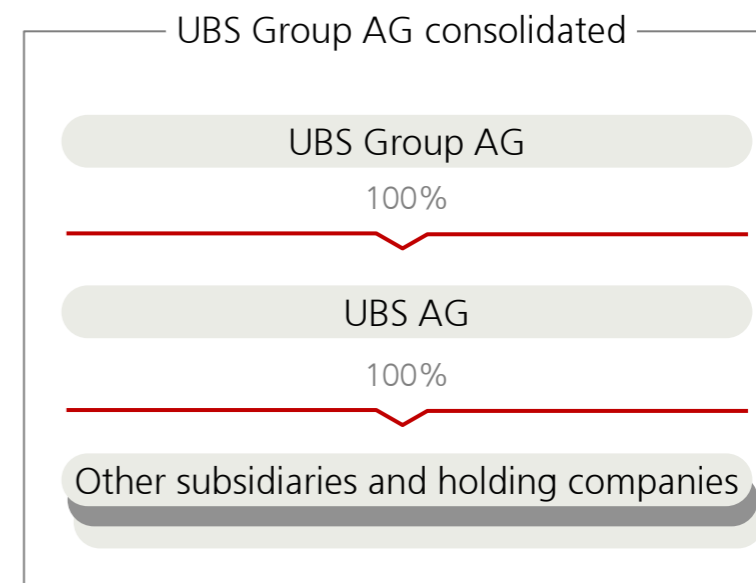 UBS Group AG consolidated
UBS Group AG
100%
UBS AG
100%
Other subsidiaries and holding companies